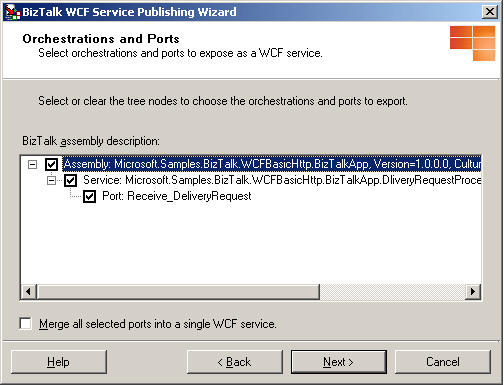 BizTalk WCF Service Publishing Wizard
Orchestrations and Ports
Select orchestrations and ports to expose as a WCF service.
Select or clear the tree nodes to choose the orchestrations and ports to export.
BizTalk assembly description:
Assembly: Microsoft.Samples.BizTalk.WCFBasicHttp.BizTalkApp, Version=1.0.0.0, Cultur
Service: Microsoft.Samples.BizTalk.WCFBasicHttp.BizTalkApp.DliveryRequestProce
Port: Receive_DeliveryRequest
Merge all selected ports into a single WCF service.
Help
< Back
Next >
Cancel